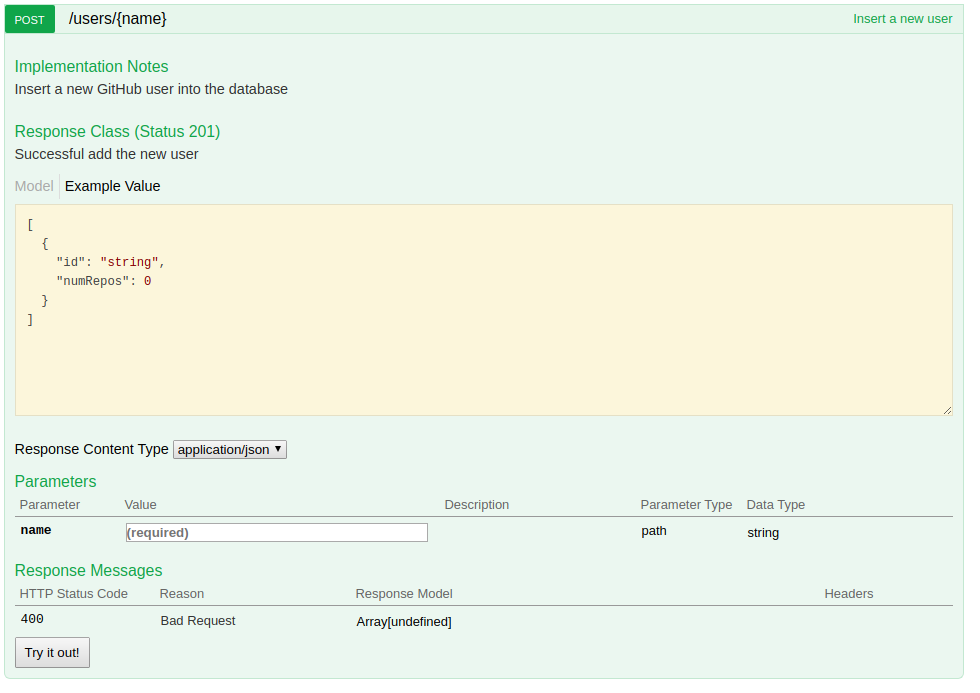 POST /users/{name} Insert a new user
Implementation Notes
Insert a new GitHub user into the database
Response Class (Status 201)
Successful add the new user
Model Example Value
[
  {
    "id": "string",
    "numRepos": 0
  }
]
Response Content Type application/json
Parameters
Parameter Value Description Parameter Type Data Type
name (required) path string
Response Messages
HTTP Status Code Reason Response Model Headers
400 Bad Request Array[undefined]
Try it out!